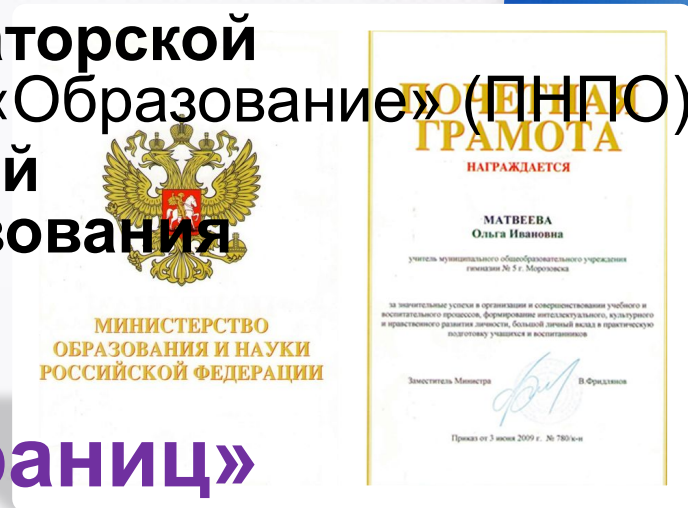 аторской
«Образование» (ПНПО)
й
зования
раниц»
МИНИСТЕРСТВО
ОБРАЗОВАНИЯ И НАУКИ
РОССИЙСКОЙ ФЕДЕРАЦИИ
ПОЧЕТНАЯ
ГРАМОТА
НАГРАЖДАЕТСЯ
МАТВЕЕВА
Ольга Ивановна
учитель муниципального общеобразовательного учреждения
гимназии № 5 г. Морозовска
за значительные успехи в организации и совершенствовании учебного и
воспитательного процессов, формирование интеллектуального, культурного
и нравственного развития личности, большой личный вклад в практическую
подготовку учащихся и воспитанников
Заместитель Министра В.Фридлянов
Приказ от 3 июня 2009 г. № 780/к-н